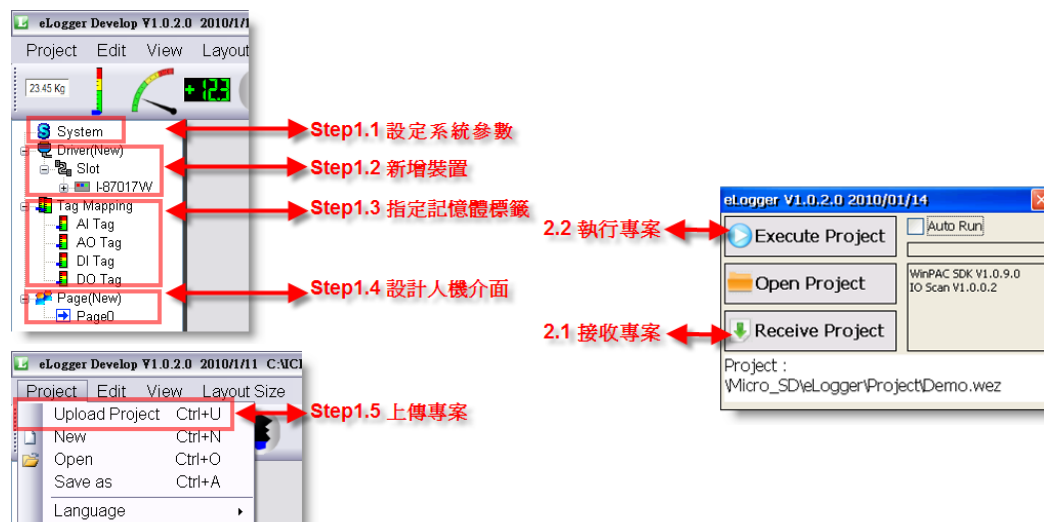 eLogger Develop V1.0.2.0 2010/1/1
Project Edit View Layout
23.45 Kg
+12.3
System
Driver(New)
Slot
I-87017W
Tag Mapping
AI Tag
AO Tag
DI Tag
DO Tag
Page(New)
Page0
Step1.1 設定系統參數
Step1.2 新增裝置
Step1.3 指定記憶體標籤
Step1.4 設計人機介面
eLogger Develop V1.0.2.0 2010/1/11 C:\ICI
Project Edit View Layout Size
Upload Project Ctrl+U
New Ctrl+N
Open Ctrl+O
Save as Ctrl+A
Language
Step1.5 上傳專案
2.2 執行專案
2.1 接收專案
eLogger V1.0.2.0 2010/01/14
Execute Project
Auto Run
Open Project
WinPAC SDK V1.0.9.0
IO Scan V1.0.0.2
Receive Project
Project :
\Micro_SD\eLogger\Project\Demo.wez